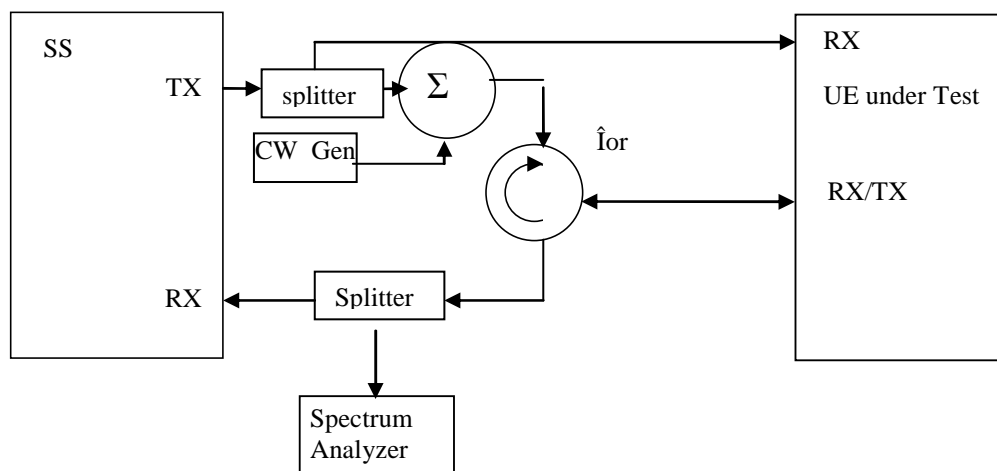 SS
TX
splitter
Σ
CW Gen
RX
UE under Test
Îor
RX/TX
RX
Splitter
Spectrum
Analyzer